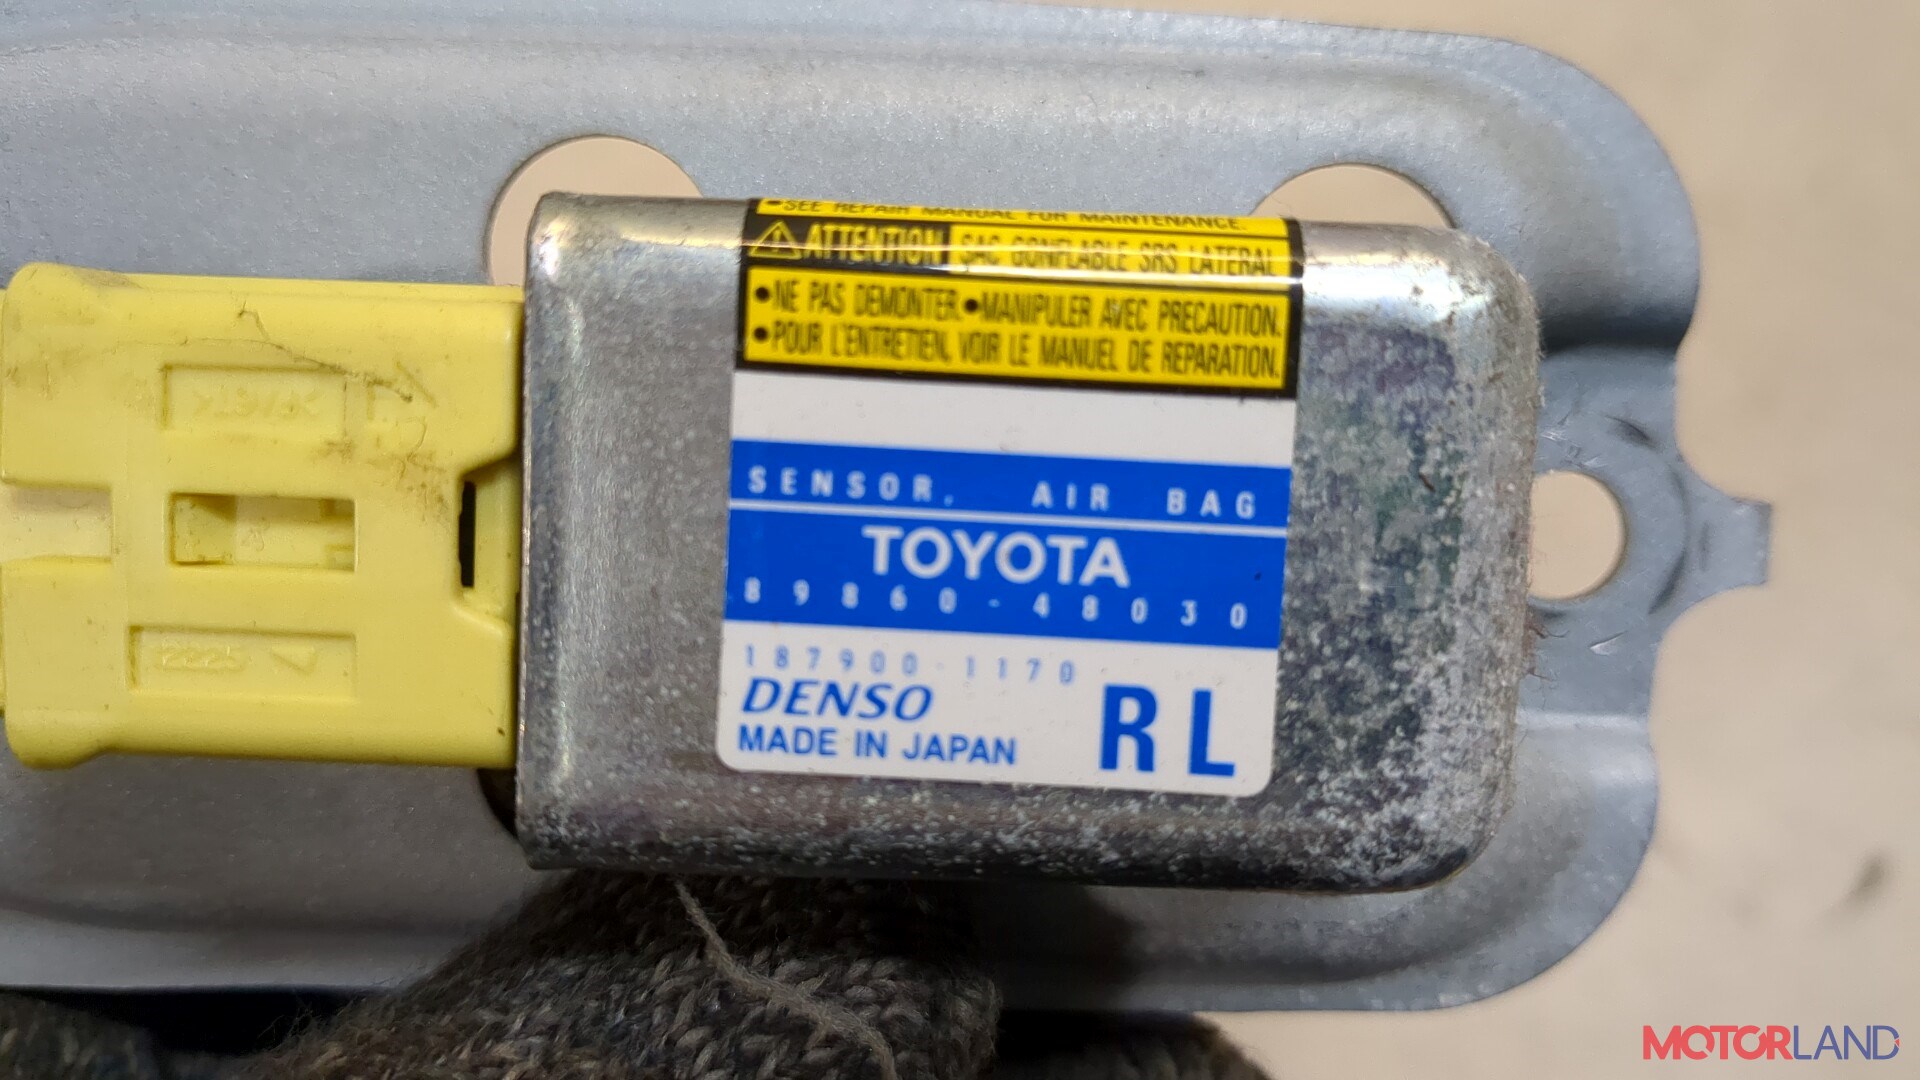 •SEE REPAIR MANUAL FOR MAINTENANCE.
ATTENTION SAC GONFLABLE SRS LATERAL
•NE PAS DEMONTER •MANIPULER AVEC PRECAUTION.
•POUR L'ENTRETIEN, VOIR LE MANUEL DE REPARATION.
SENSOR, AIR BAG
TOYOTA
89860-48030
187900-1170
DENSO
MADE IN JAPAN
RL
MOTORLAND